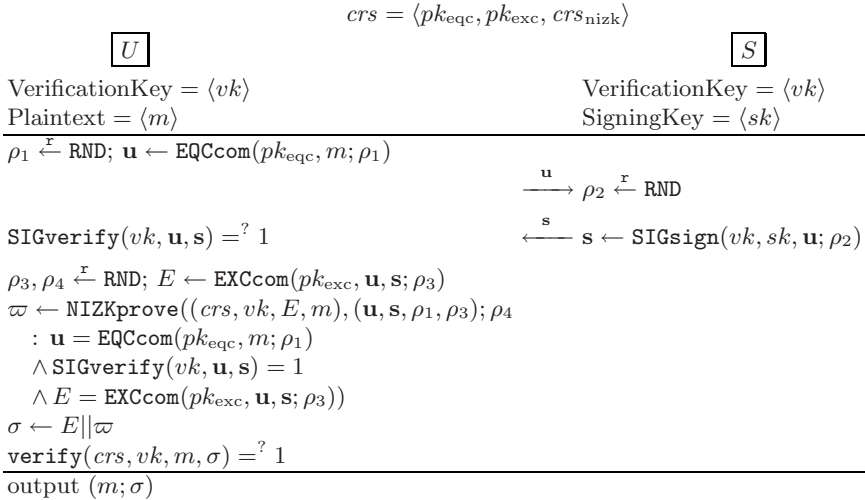 crs = ⟨pk_eqc, pk_exc, crs_nizk⟩
U S
VerificationKey = ⟨vk⟩ VerificationKey = ⟨vk⟩
Plaintext = ⟨m⟩ SigningKey = ⟨sk⟩
ρ₁ ←^r RND; u ← EQCcom(pk_eqc, m; ρ₁)
—u→ ρ₂ ←^r RND
SIGverify(vk, u, s) =^? 1 ←s— s ← SIGsign(vk, sk, u; ρ₂)
ρ₃, ρ₄ ←^r RND; E ← EXCcom(pk_exc, u, s; ρ₃)
ϖ ← NIZKprove((crs, vk, E, m), (u, s, ρ₁, ρ₃); ρ₄
: u = EQCcom(pk_eqc, m; ρ₁)
∧ SIGverify(vk, u, s) = 1
∧ E = EXCcom(pk_exc, u, s; ρ₃))
σ ← E||ϖ
verify(crs, vk, m, σ) =^? 1
output (m; σ)